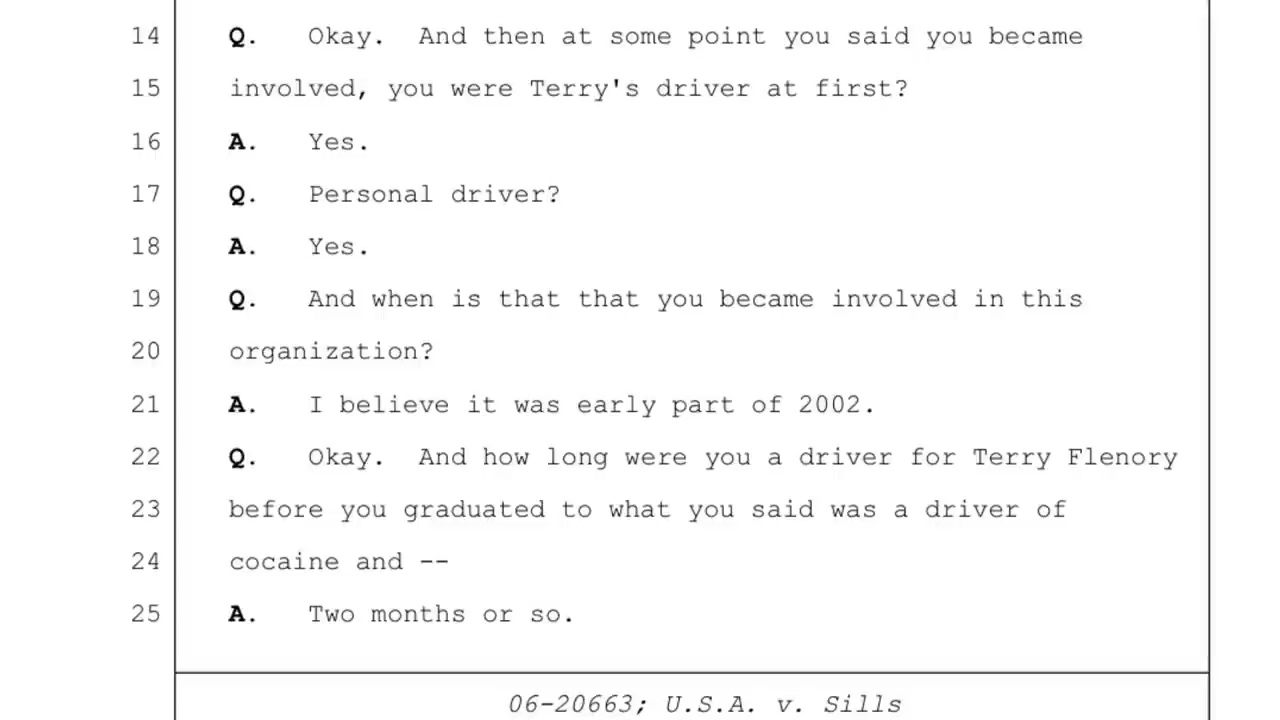 14 Q. Okay. And then at some point you said you became
15 involved, you were Terry's driver at first?
16 A. Yes.
17 Q. Personal driver?
18 A. Yes.
19 Q. And when is that that you became involved in this
20 organization?
21 A. I believe it was early part of 2002.
22 Q. Okay. And how long were you a driver for Terry Flenory
23 before you graduated to what you said was a driver of
24 cocaine and --
25 A. Two months or so.
06-20663; U.S.A. v. Sills